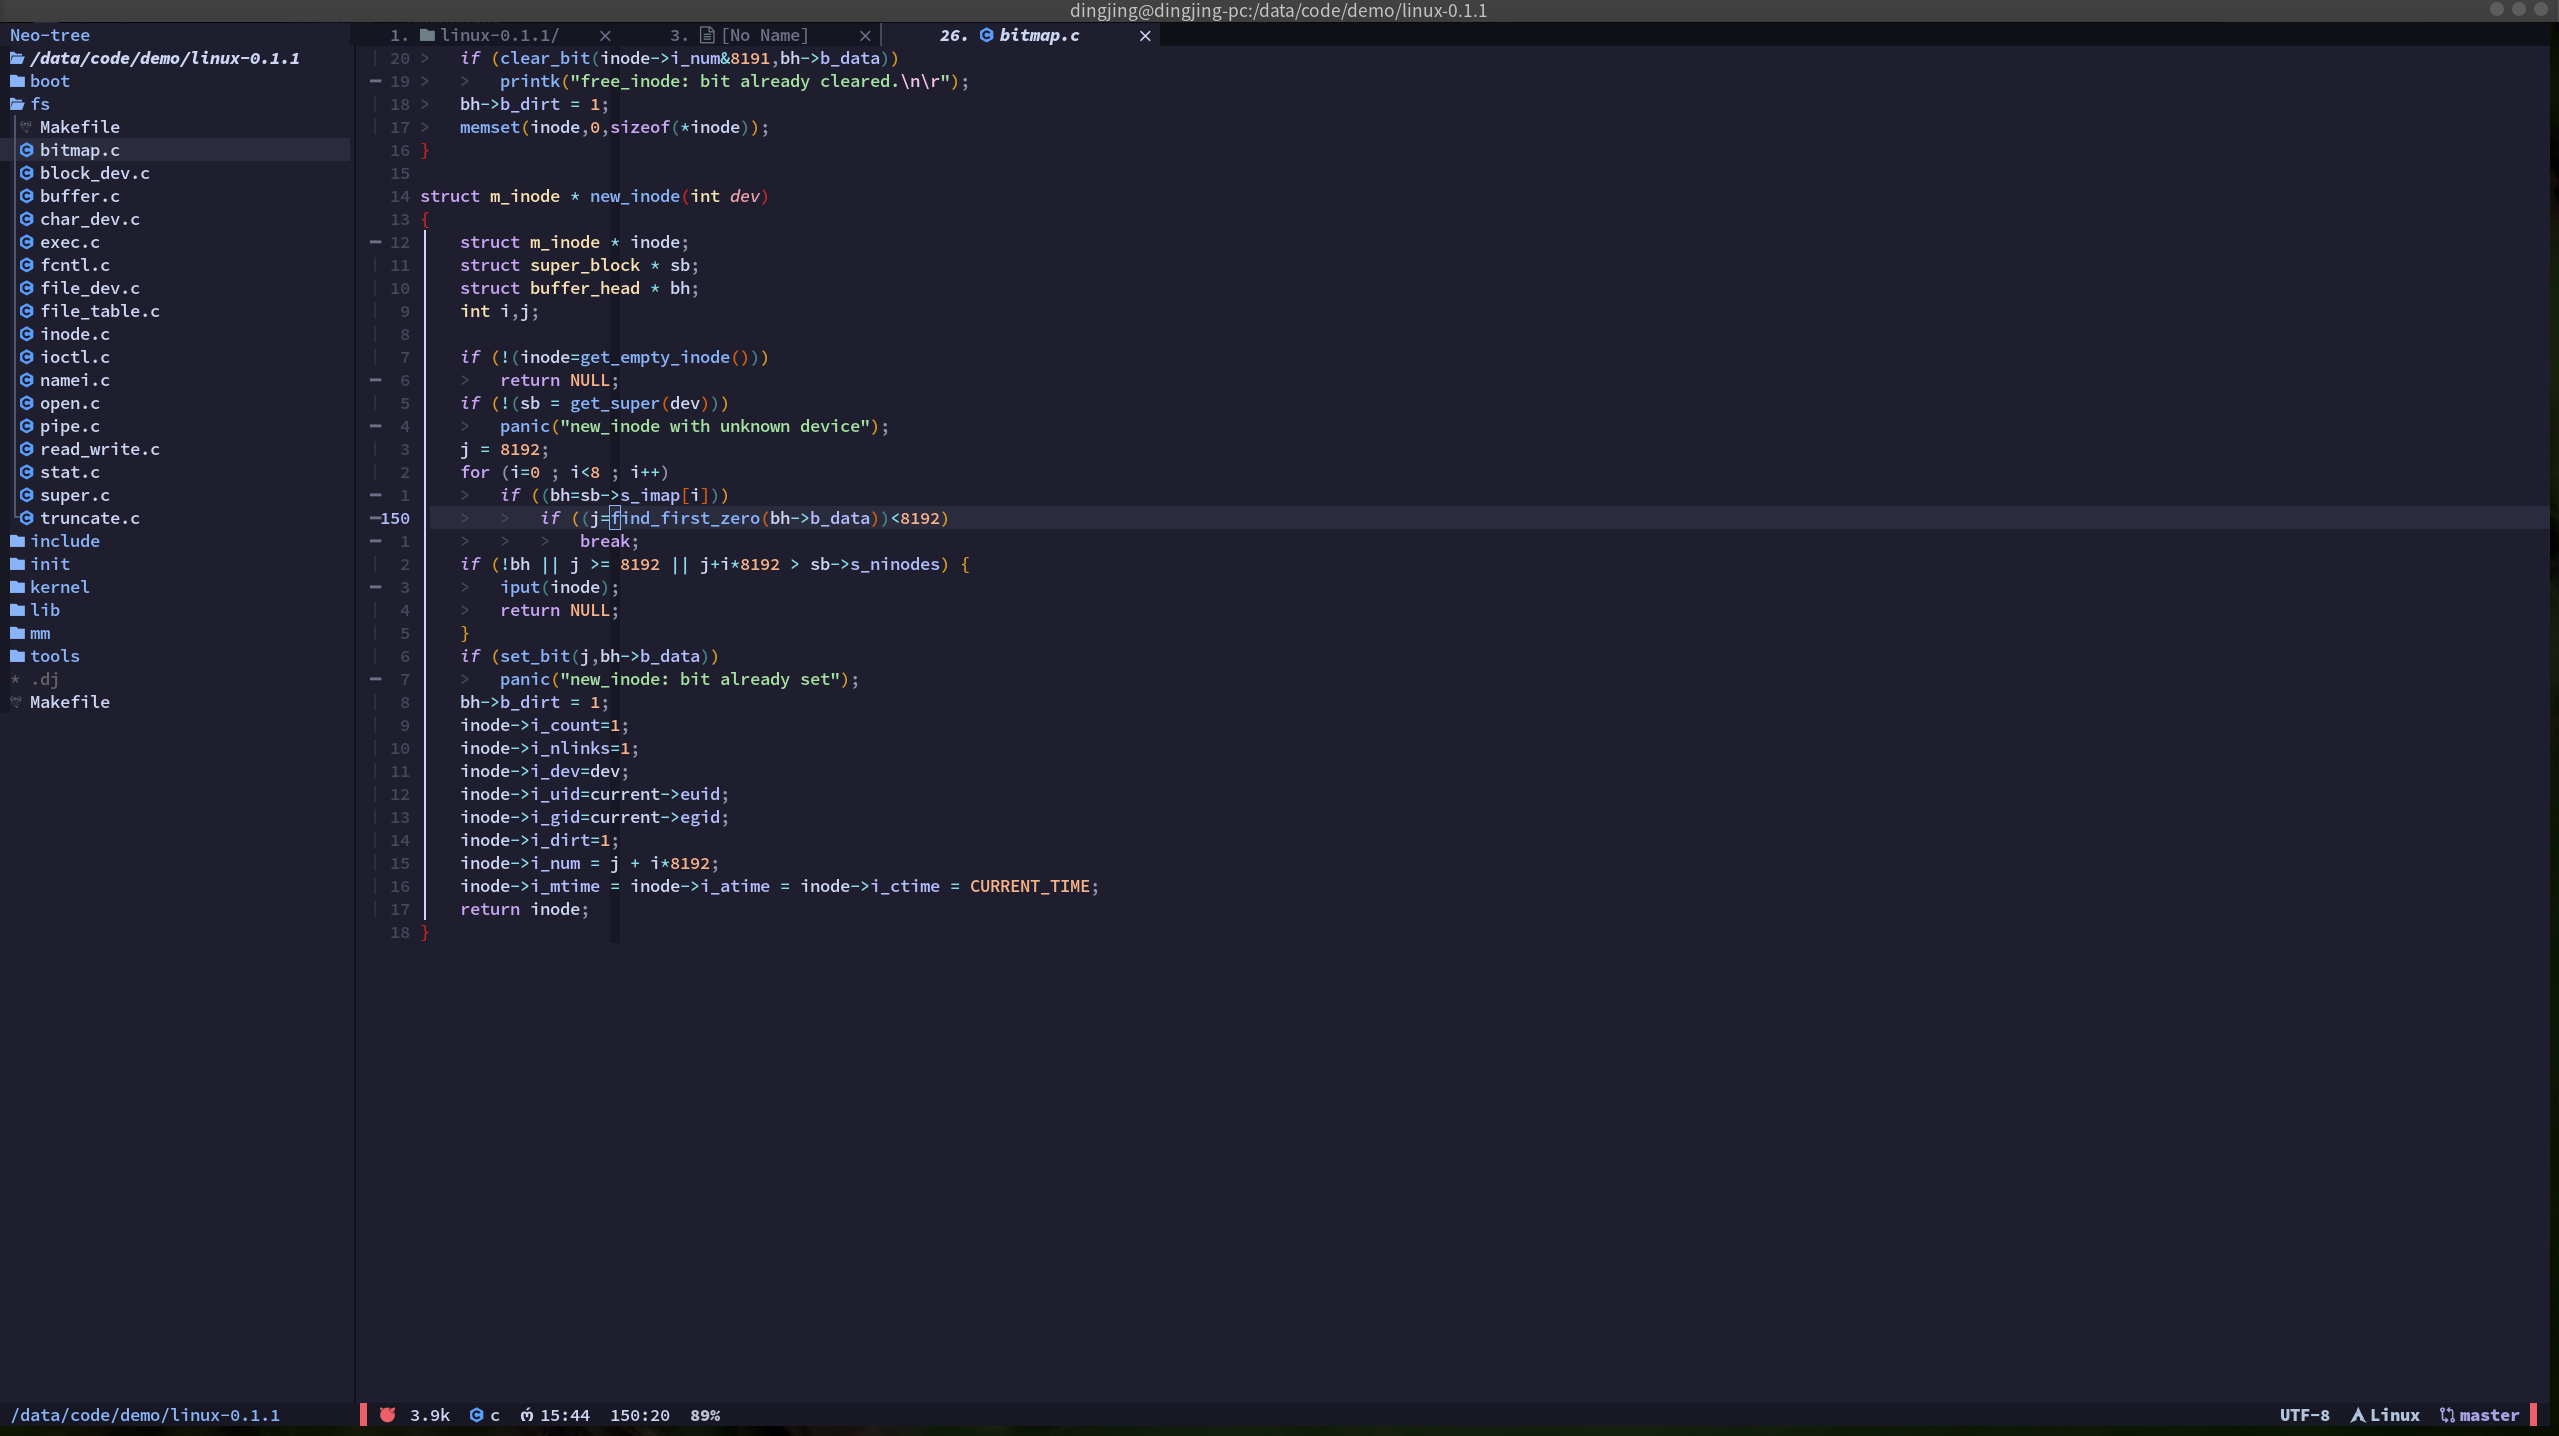 dingjing@dingjing-pc:/data/code/demo/linux-0.1.1
Neo-tree
/data/code/demo/linux-0.1.1
boot
fs
Makefile
bitmap.c
block_dev.c
buffer.c
char_dev.c
exec.c
fcntl.c
file_dev.c
file_table.c
inode.c
ioctl.c
namei.c
open.c
pipe.c
read_write.c
stat.c
super.c
truncate.c
include
init
kernel
lib
mm
tools
* .dj
Makefile
1. linux-0.1.1/ × 3. [No Name] × 26. bitmap.c ×
20 > if (clear_bit(inode->i_num&8191,bh->b_data))
19 > > printk("free_inode: bit already cleared.\n\r");
18 > bh->b_dirt = 1;
17 > memset(inode,0,sizeof(*inode));
16 }
15
14 struct m_inode * new_inode(int dev)
13 {
12 struct m_inode * inode;
11 struct super_block * sb;
10 struct buffer_head * bh;
9 int i,j;
8
7 if (!(inode=get_empty_inode()))
6 > return NULL;
5 if (!(sb = get_super(dev)))
4 > panic("new_inode with unknown device");
3 j = 8192;
2 for (i=0 ; i<8 ; i++)
1 > if ((bh=sb->s_imap[i]))
150 > > if ((j=find_first_zero(bh->b_data))<8192)
1 > > > break;
2 if (!bh || j >= 8192 || j+i*8192 > sb->s_ninodes) {
3 > iput(inode);
4 > return NULL;
5 }
6 if (set_bit(j,bh->b_data))
7 > panic("new_inode: bit already set");
8 bh->b_dirt = 1;
9 inode->i_count=1;
10 inode->i_nlinks=1;
11 inode->i_dev=dev;
12 inode->i_uid=current->euid;
13 inode->i_gid=current->egid;
14 inode->i_dirt=1;
15 inode->i_num = j + i*8192;
16 inode->i_mtime = inode->i_atime = inode->i_ctime = CURRENT_TIME;
17 return inode;
18 }
/data/code/demo/linux-0.1.1 3.9k c 15:44 150:20 89% UTF-8 Linux master